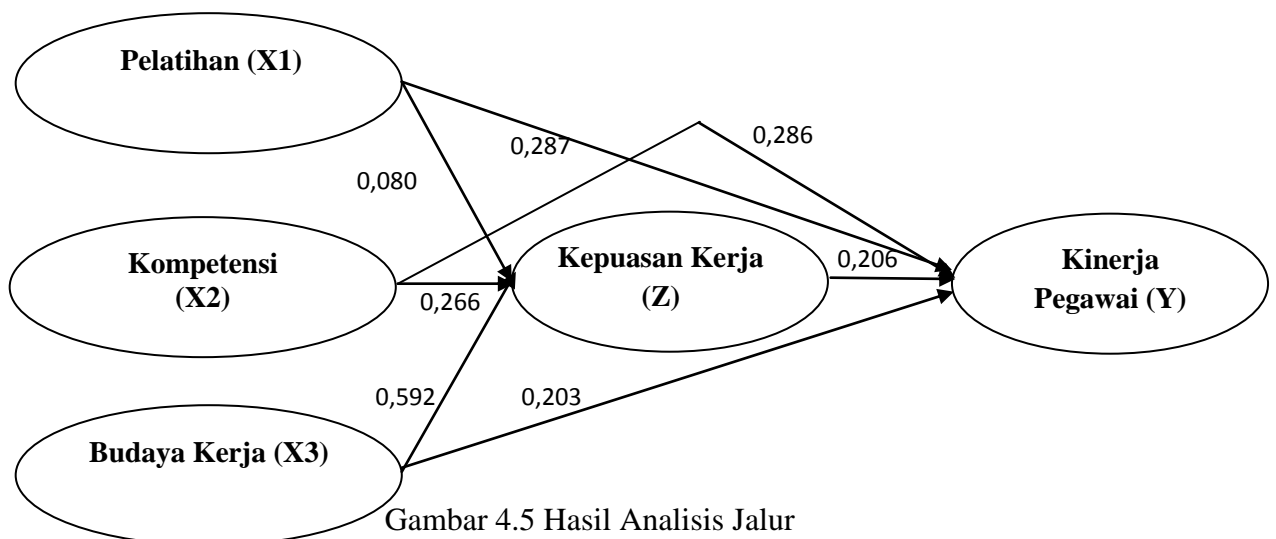 Pelatihan (X1)
0,287
0,286
0,080
Kompetensi
(X2)
0,266
Kepuasan Kerja
(Z)
0,206
Kinerja
Pegawai (Y)
0,592
0,203
Budaya Kerja (X3)
Gambar 4.5 Hasil Analisis Jalur